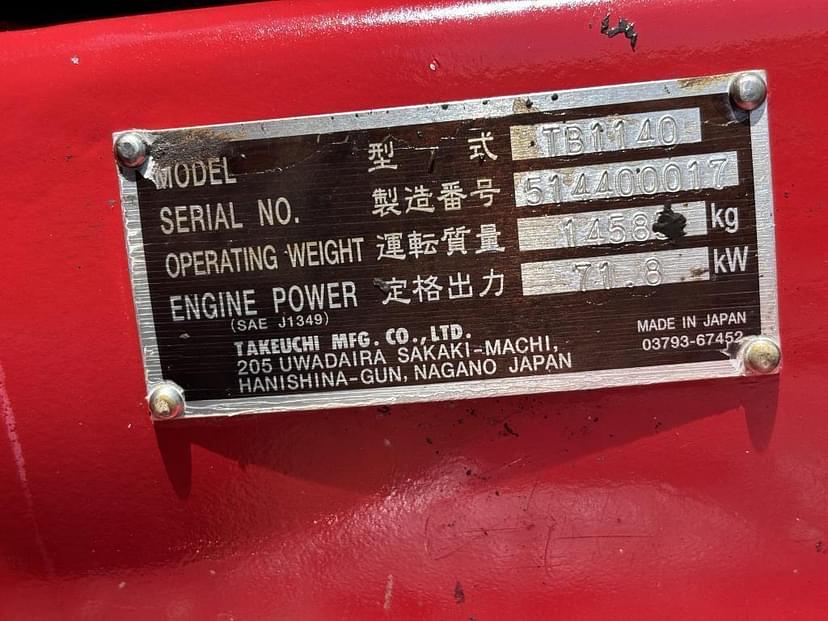 MODEL 型式 TB1140
SERIAL NO. 製造番号 514400017
OPERATING WEIGHT 運転質量 kg
ENGINE POWER 定格出力 71.8 kW
(SAE J1349)
TAKEUCHI MFG. CO.,LTD.
205 UWADAIRA SAKAKI-MACHI,
HANISHINA-GUN, NAGANO JAPAN
MADE IN JAPAN
03793-67452